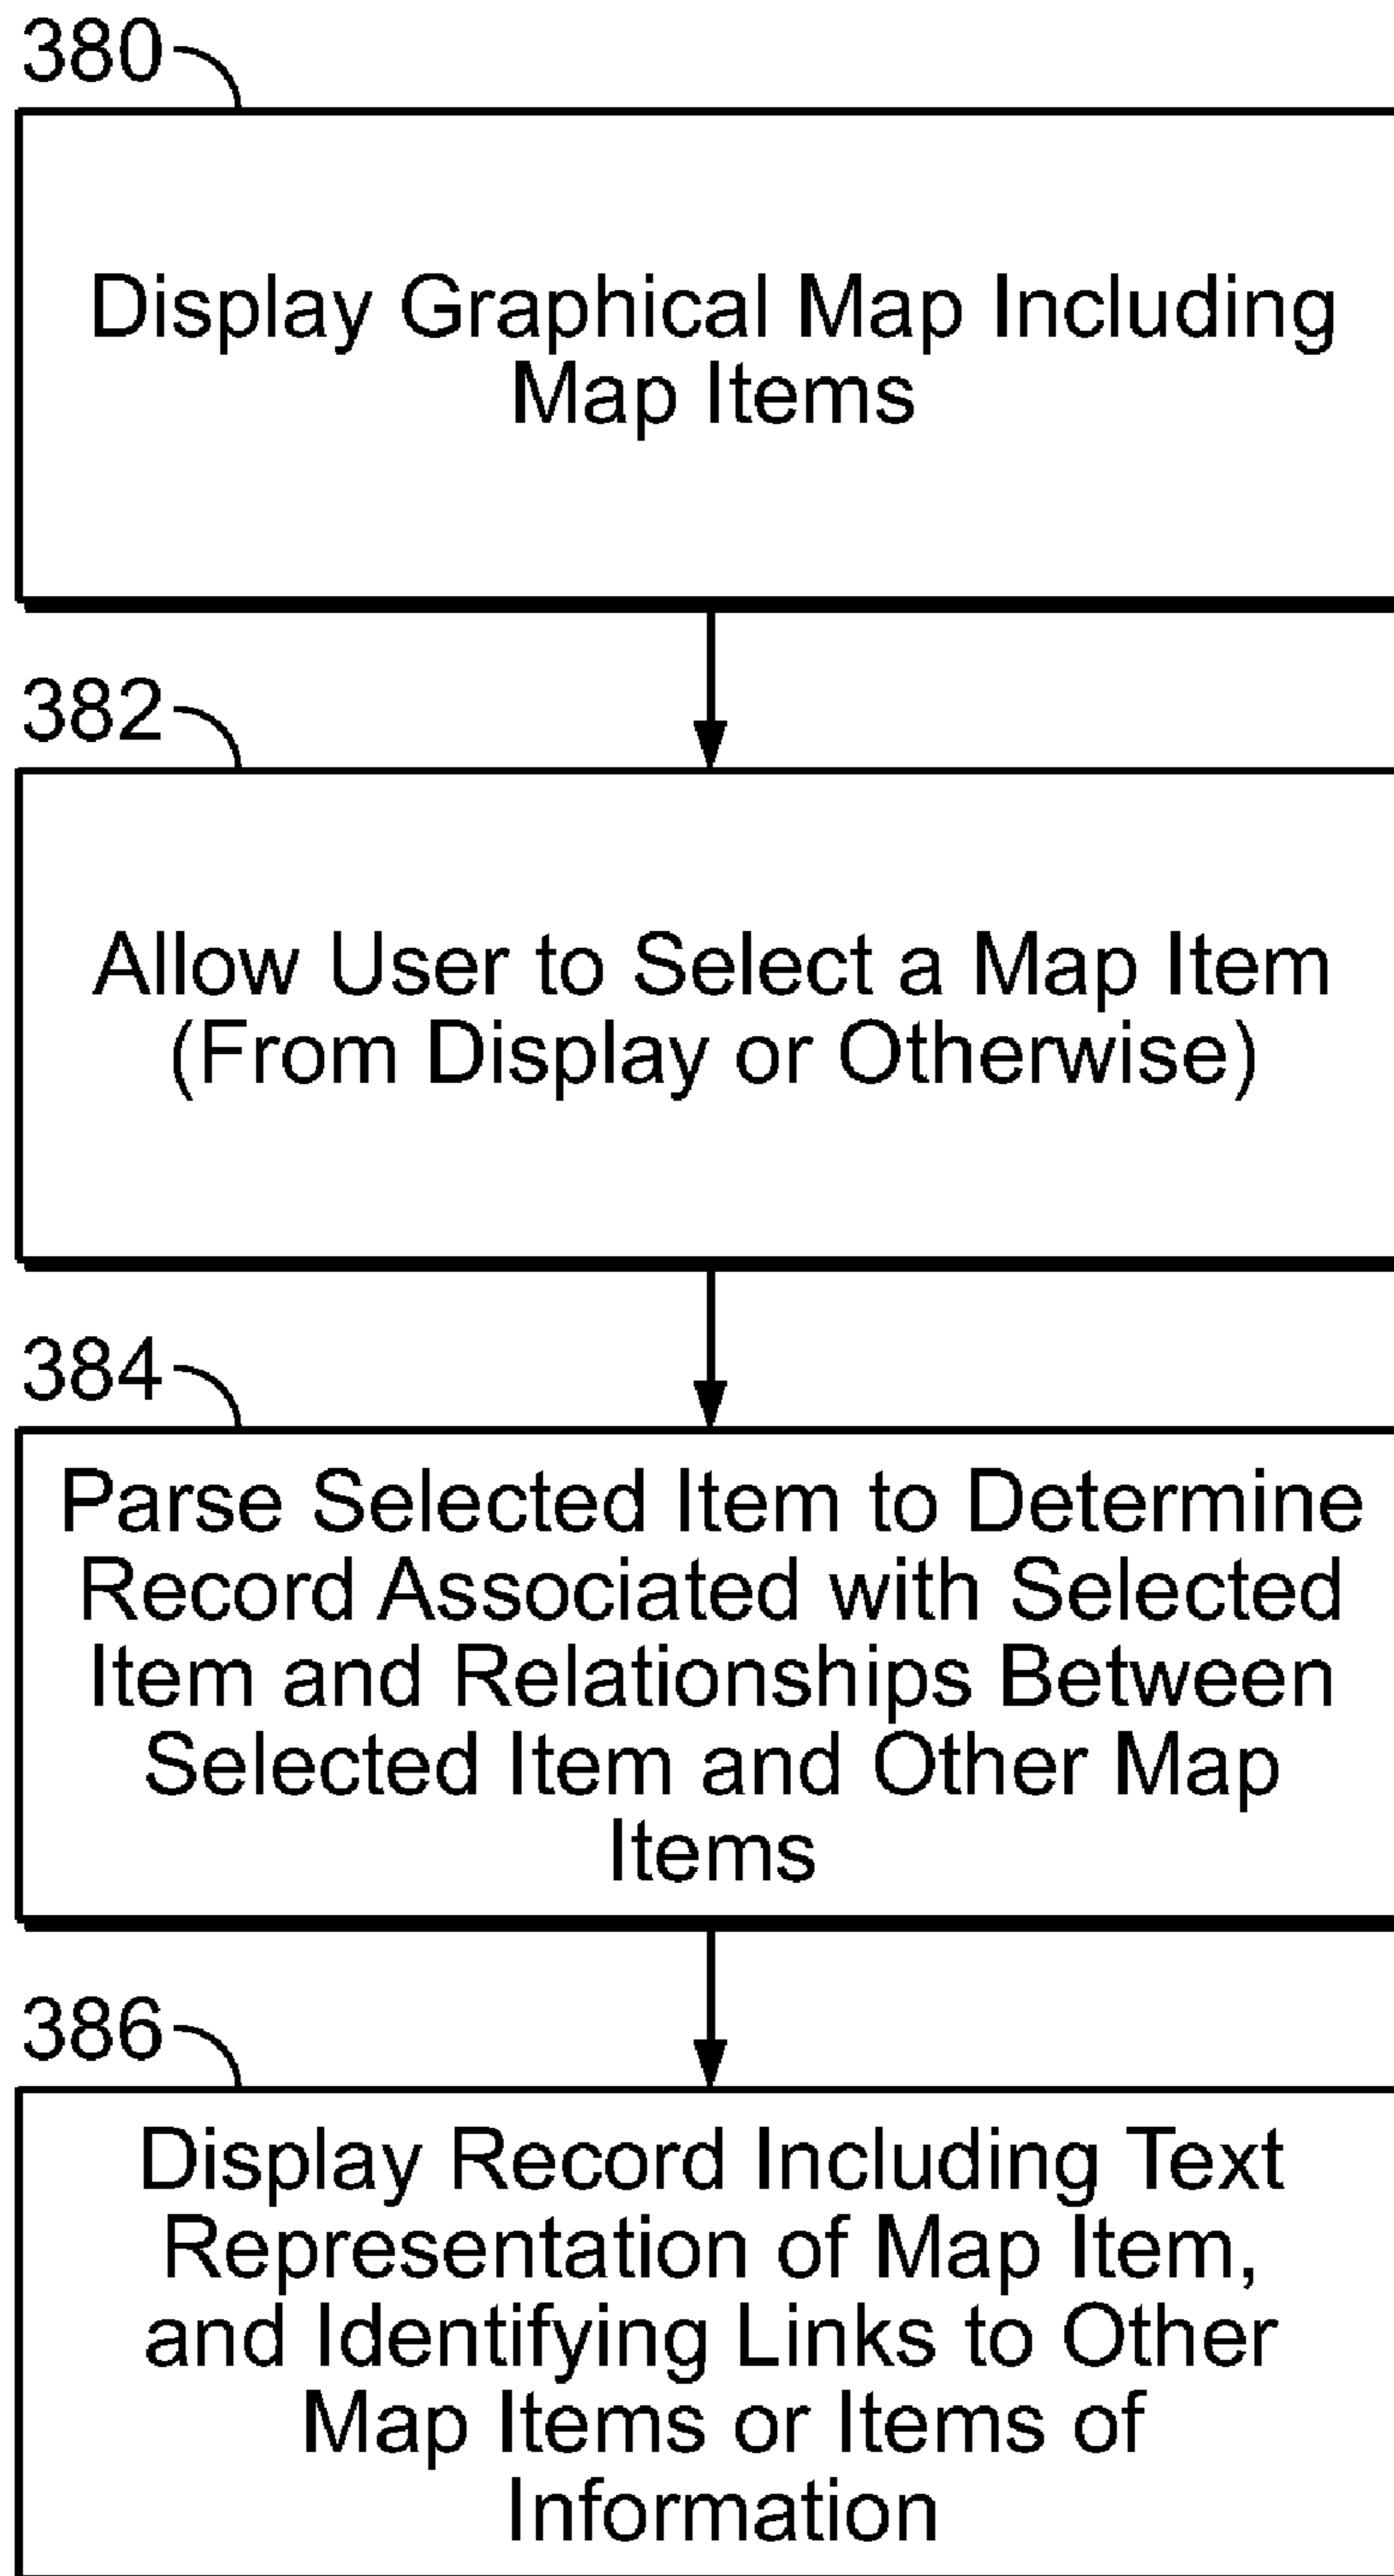 380
Display Graphical Map Including
Map Items
382
Allow User to Select a Map Item
(From Display or Otherwise)
384
Parse Selected Item to Determine
Record Associated with Selected
Item and Relationships Between
Selected Item and Other Map
Items
386
Display Record Including Text
Representation of Map Item,
and Identifying Links to Other
Map Items or Items of
Information